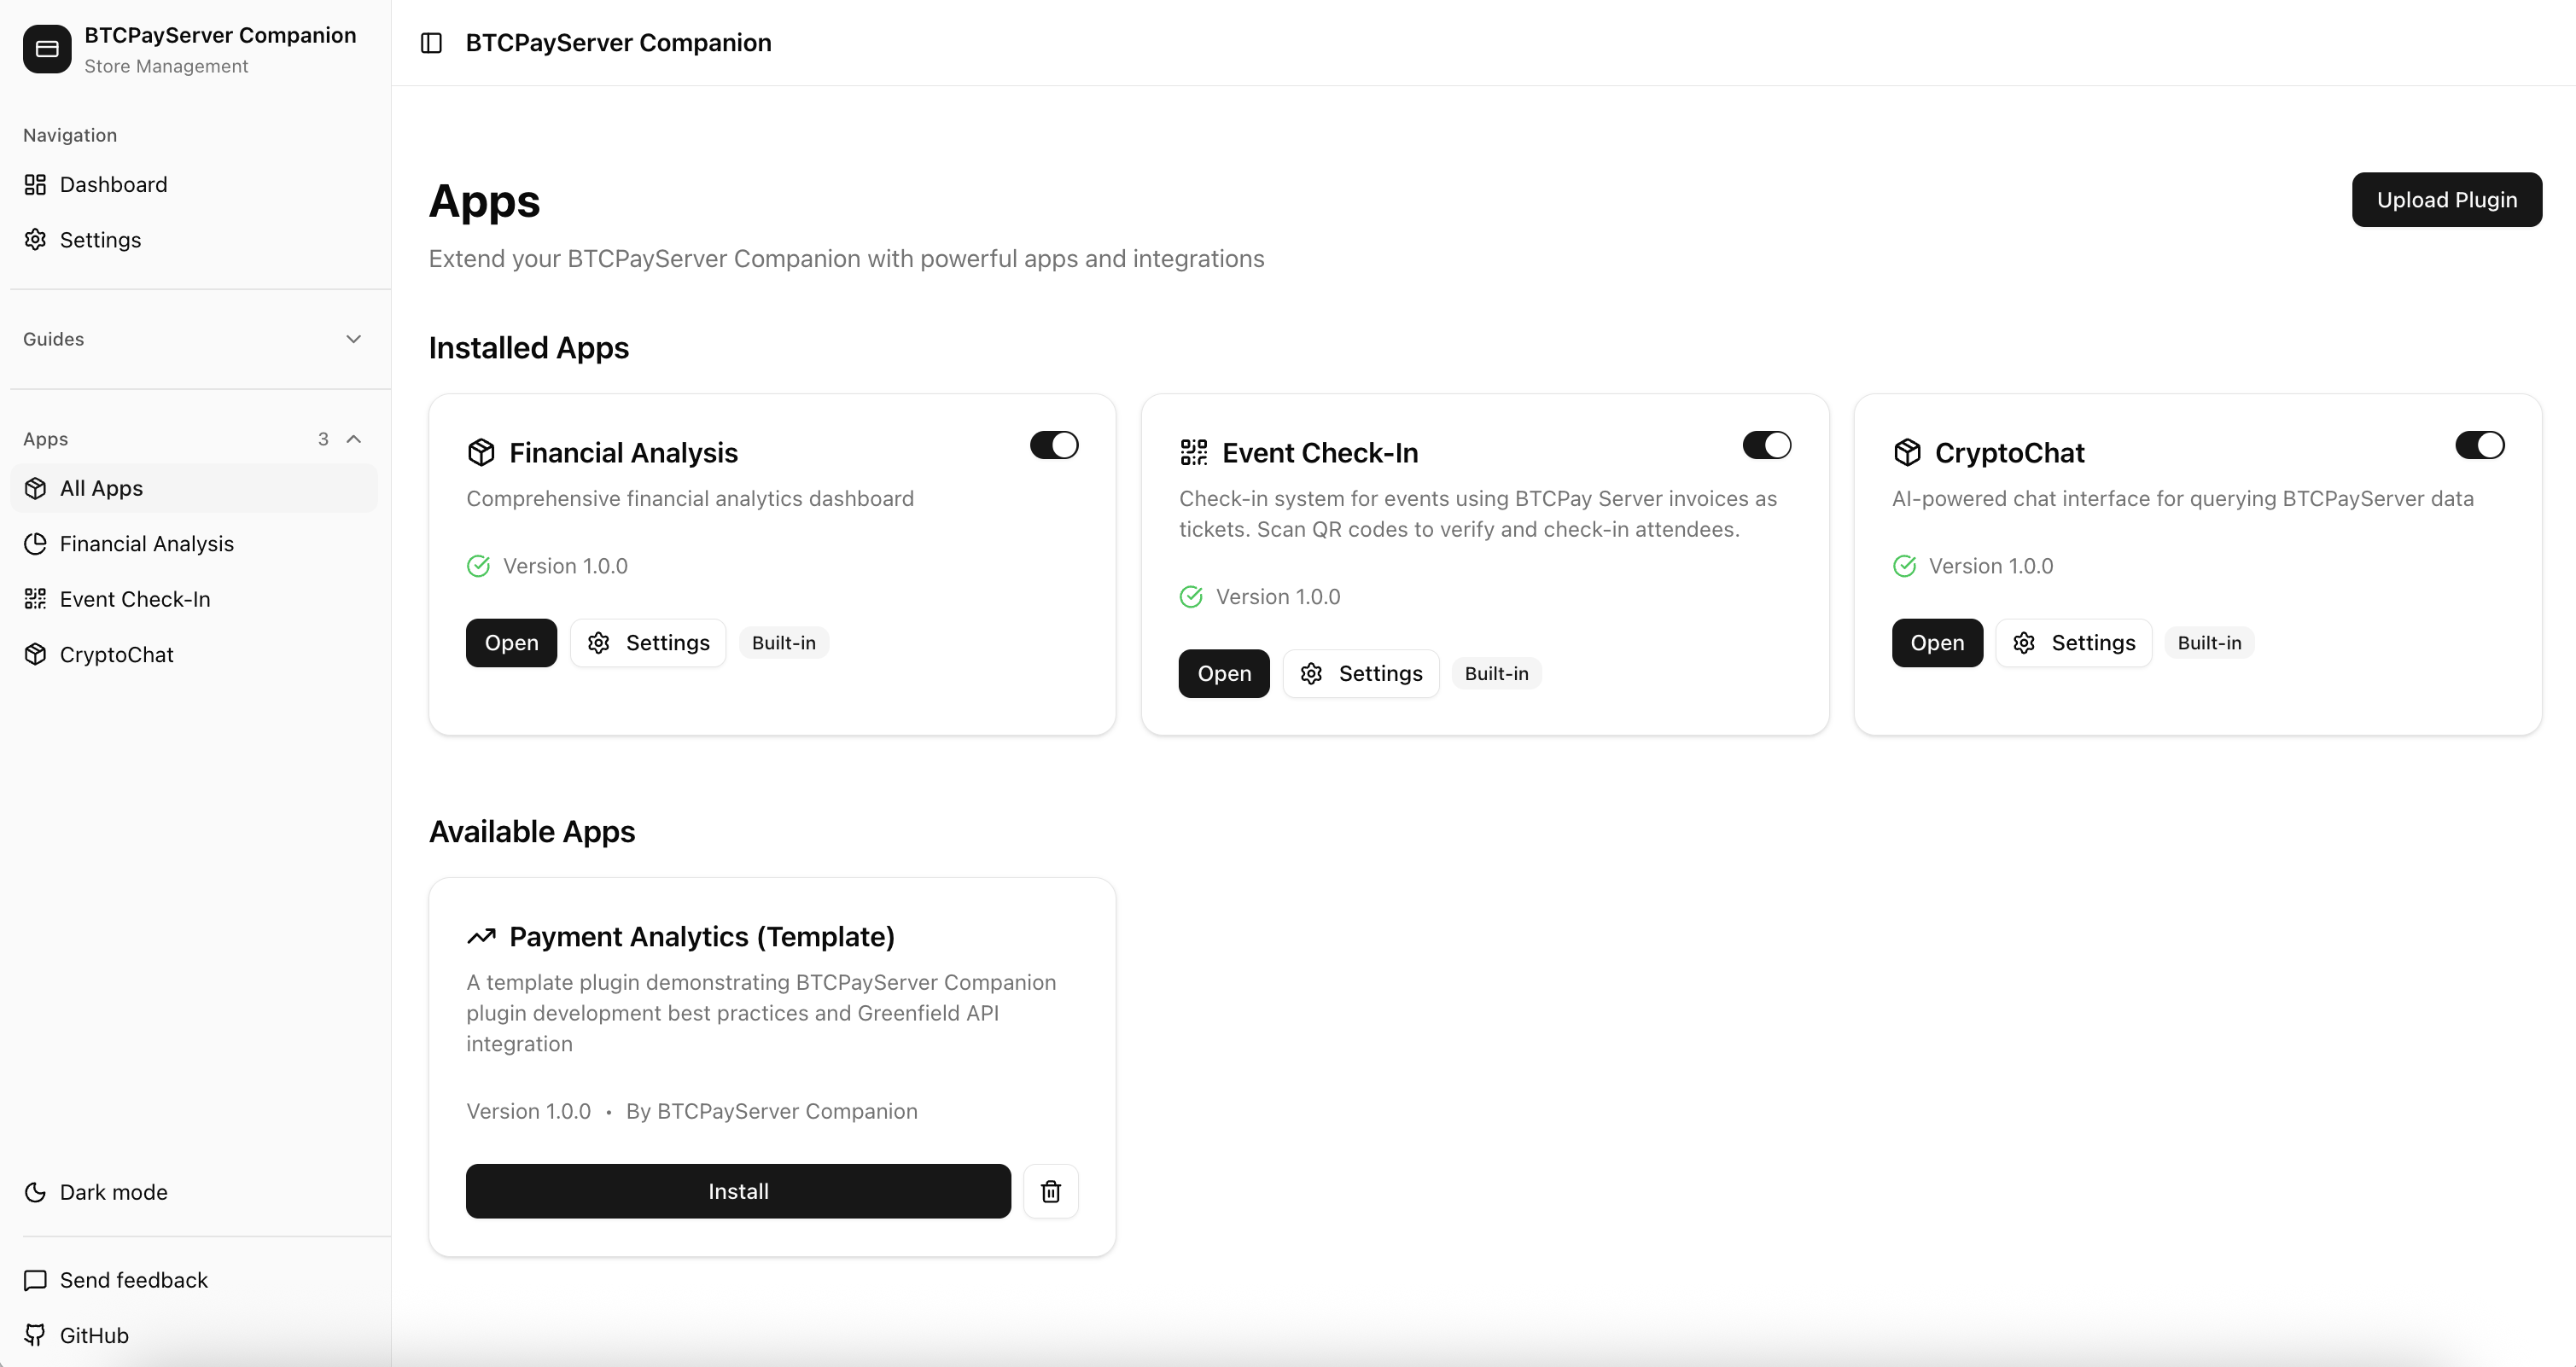 BTCPayServer Companion
Store Management
Navigation
Dashboard
Settings
Guides
Apps 3
All Apps
Financial Analysis
Event Check-In
CryptoChat
Dark mode
Send feedback
GitHub
BTCPayServer Companion
Apps
Upload Plugin
Extend your BTCPayServer Companion with powerful apps and integrations
Installed Apps
Financial Analysis
Comprehensive financial analytics dashboard
Version 1.0.0
Open Settings Built-in
Event Check-In
Check-in system for events using BTCPay Server invoices as
tickets. Scan QR codes to verify and check-in attendees.
Version 1.0.0
Open Settings Built-in
CryptoChat
AI-powered chat interface for querying BTCPayServer data
Version 1.0.0
Open Settings Built-in
Available Apps
Payment Analytics (Template)
A template plugin demonstrating BTCPayServer Companion
plugin development best practices and Greenfield API
integration
Version 1.0.0 • By BTCPayServer Companion
Install